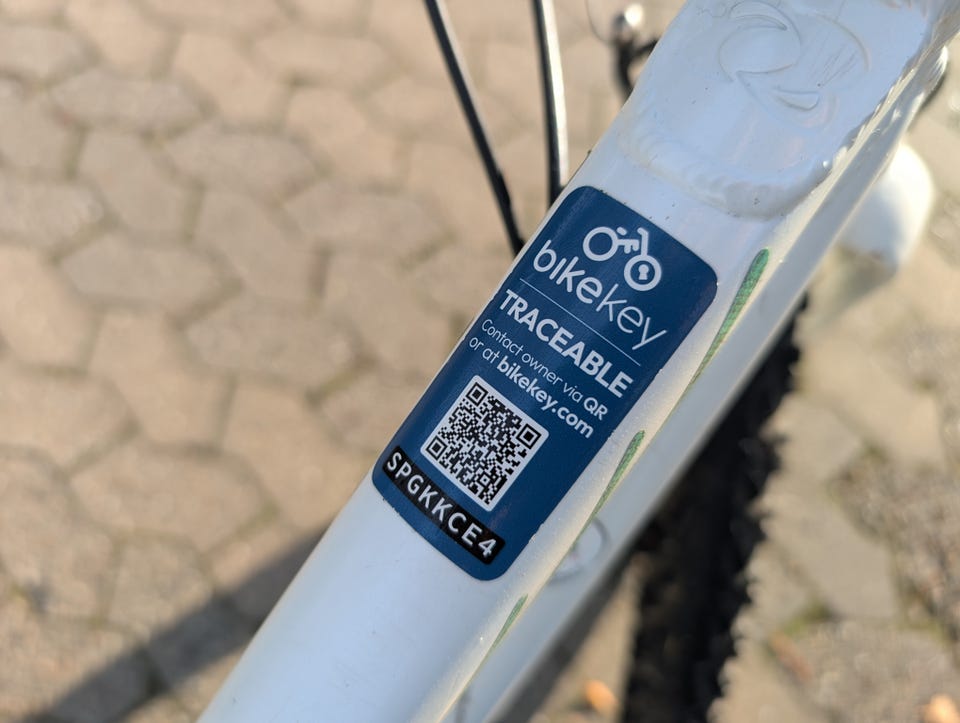 bikekey
TRACEABLE
Contact owner via QR
or at bikekey.com
SPGKKCE4